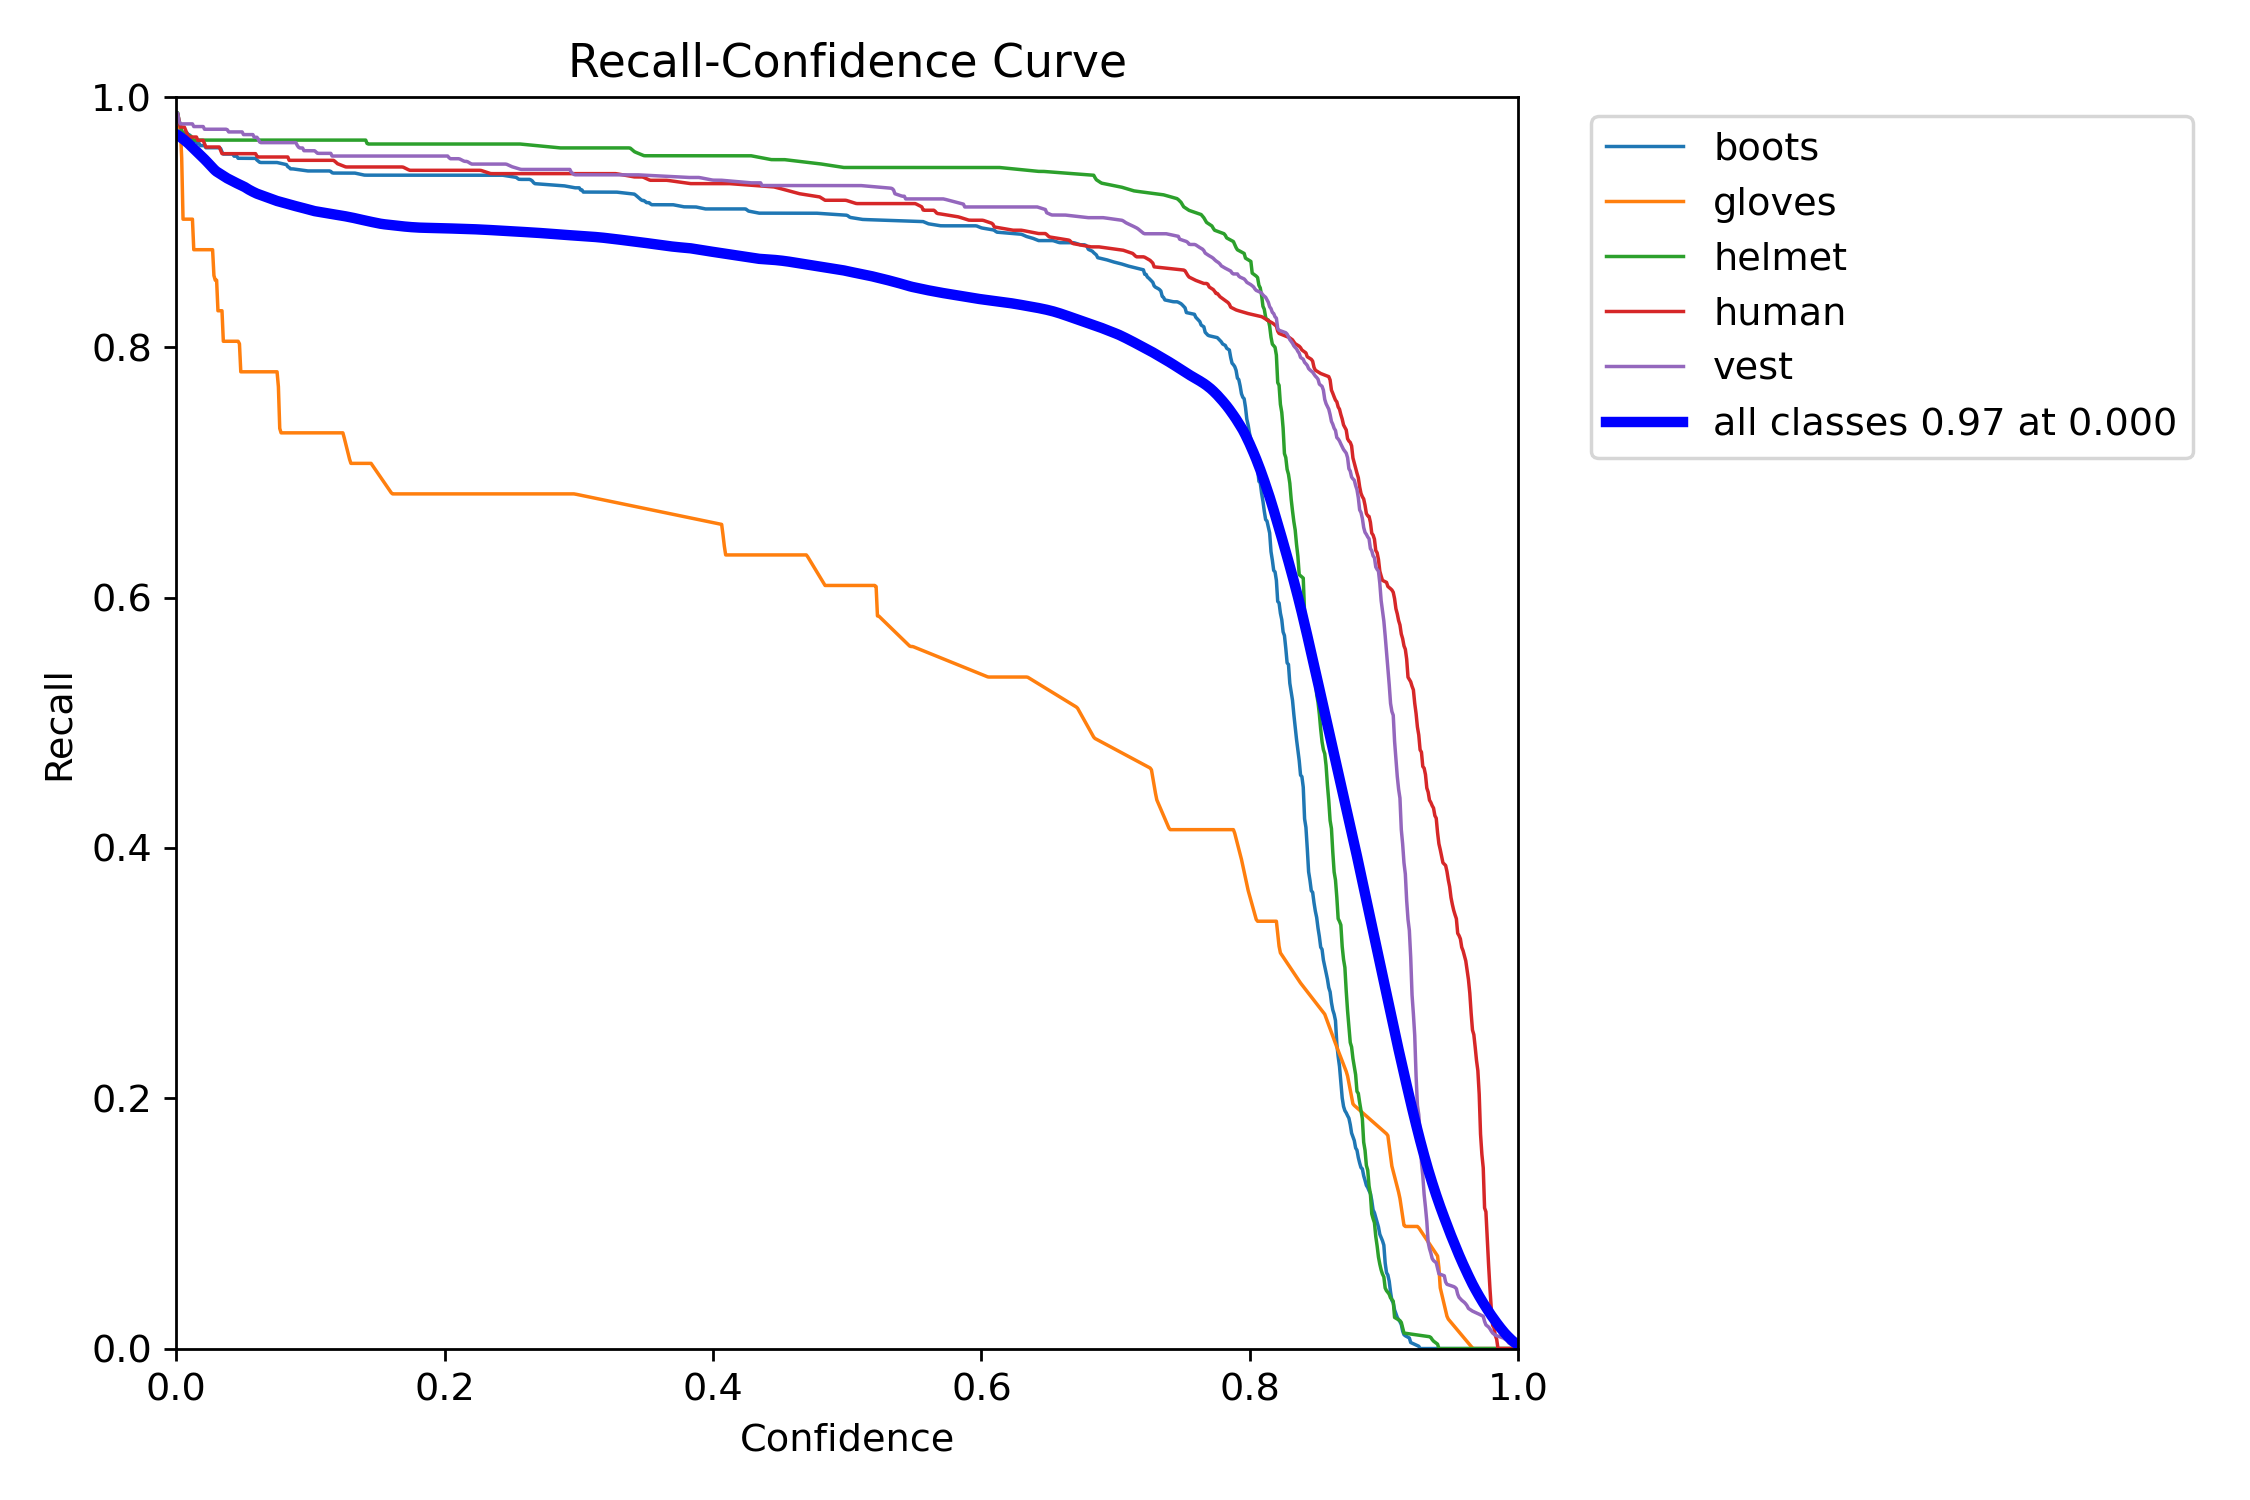 Recall-Confidence Curve
1.0
0.8
0.6
0.4
0.2
0.0
Recall
0.0 0.2 0.4 0.6 0.8 1.0
Confidence
boots
gloves
helmet
human
vest
all classes 0.97 at 0.000